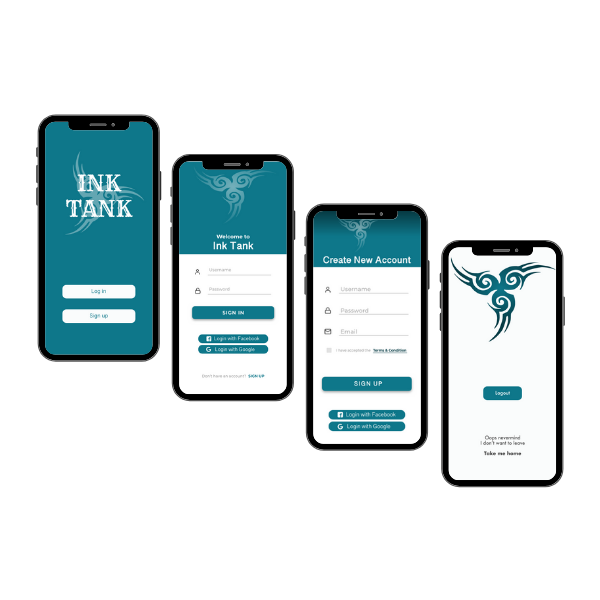 INK
TANK
Log in
Sign up
Welcome to
Ink Tank
Username
Password
SIGN IN
Login with Facebook
Login with Google
Don't have an account? SIGN UP
Create New Account
Username
Password
Email
I have accepted the Terms & Condition
SIGN UP
Login with Facebook
Login with Google
Logout
Oops nevermind
I don't want to leave
Take me home